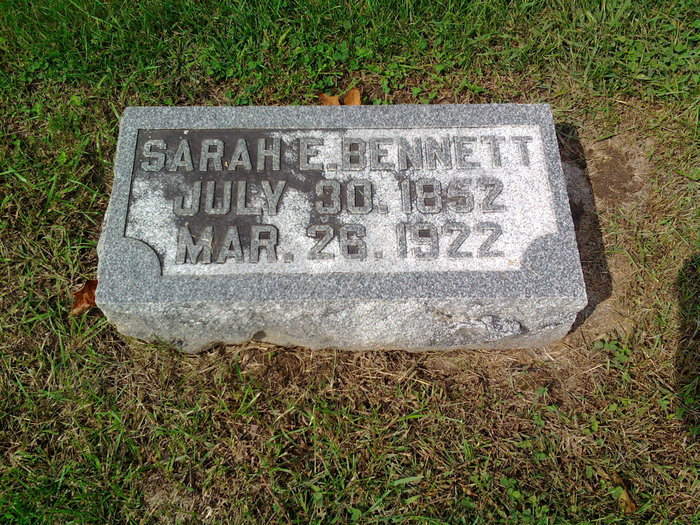 SARAH E. BENNETT
JULY 30. 1852
MAR. 26. 1922